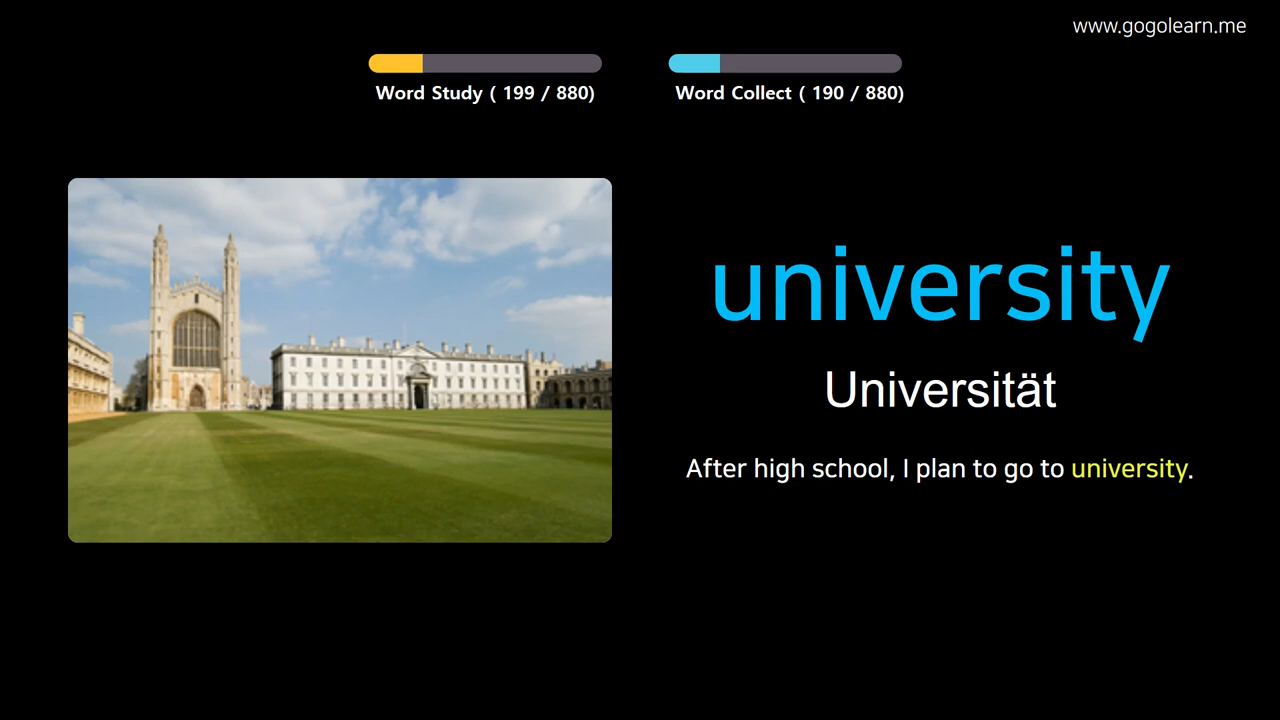 www.gogolearn.me
Word Study ( 199 / 880)
Word Collect ( 190 / 880)
university
Universität
After high school, I plan to go to university.